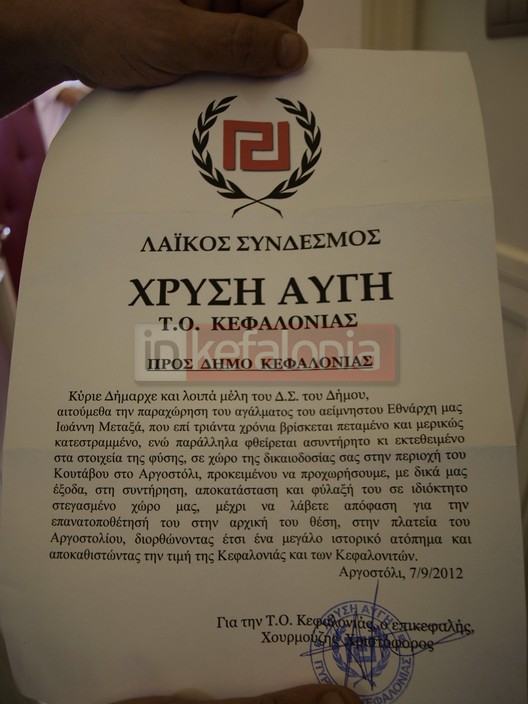 ΛΑΪΚΟΣ ΣΥΝΔΕΣΜΟΣ
ΧΡΥΣΗ ΑΥΓΗ
Τ.Ο. ΚΕΦΑΛΟΝΙΑΣ
inkefalonia
ΠΡΟΣ ΔΗΜΟ ΚΕΦΑΛΟΝΙΑΣ
Κύριε Δήμαρχε και λοιπά μέλη του Δ.Σ. του Δήμου,
αιτούμεθα την παραχώρηση του αγάλματος του αείμνηστου Εθνάρχη μας
Ιωάννη Μεταξά, που επί τριάντα χρόνια βρίσκεται πεταμένο και μερικώς
κατεστραμμένο, ενώ παράλληλα φθείρεται ασυντήρητο κι εκτεθειμένο
στα στοιχεία της φύσης, σε χώρο της δικαιοδοσίας σας στην περιοχή του
Κουτάβου στο Αργοστόλι, προκειμένου να προχωρήσουμε, με δικά μας
έξοδα, στη συντήρηση, αποκατάσταση και φύλαξή του σε ιδιόκτητο
στεγασμένο χώρο μας, μέχρι να λάβετε απόφαση για την
επανατοποθέτησή του στην αρχική του θέση, στην πλατεία του
Αργοστολίου, διορθώνοντας έτσι ένα μεγάλο ιστορικό ατόπημα και
αποκαθιστώντας την τιμή της Κεφαλονιάς και των Κεφαλονιτών.
Αργοστόλι, 7/9/2012
Για την Τ.Ο. Κεφαλονιάς, ο επικεφαλής,
Χουρμούζης Χριστόφορος
ΧΡΥΣΗ ΑΥΓΗ
ΚΕΦΑΛΟΝΙΑΣ